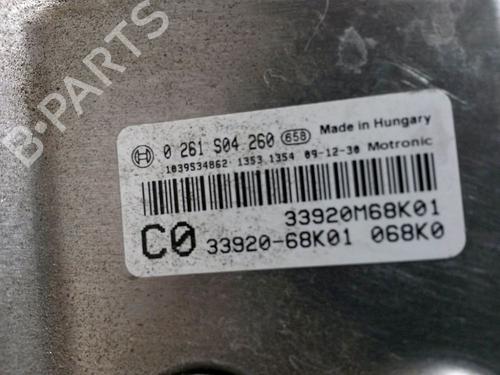 B-PARTS
0 261 S04 260 658 Made in Hungary
1039S34862 1353 1354 09-12-30 Motronic
33920M68K01
C0 33920-68K01 068K0